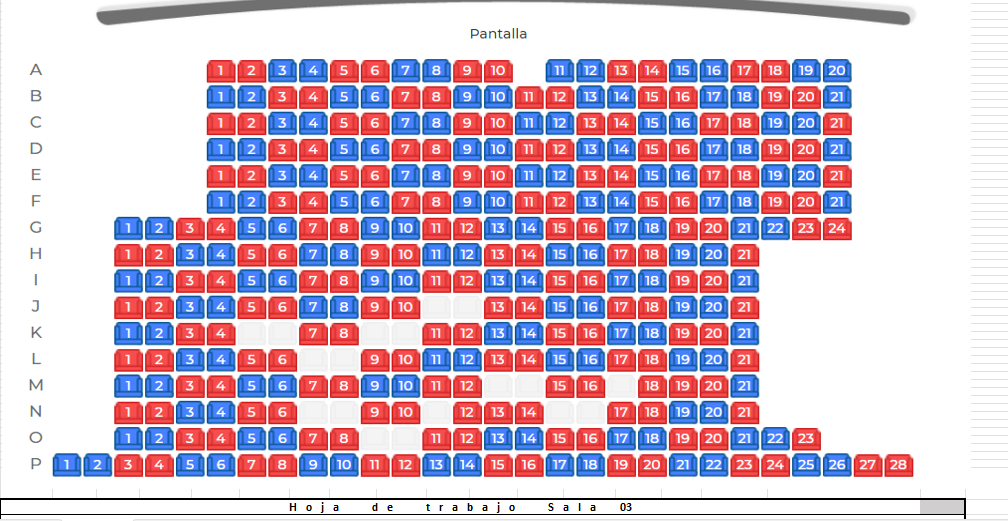 Pantalla
A 1 2 3 4 5 6 7 8 9 10 11 12 13 14 15 16 17 18 19 20
B 1 2 3 4 5 6 7 8 9 10 11 12 13 14 15 16 17 18 19 20 21
C 1 2 3 4 5 6 7 8 9 10 11 12 13 14 15 16 17 18 19 20 21
D 1 2 3 4 5 6 7 8 9 10 11 12 13 14 15 16 17 18 19 20 21
E 1 2 3 4 5 6 7 8 9 10 11 12 13 14 15 16 17 18 19 20 21
F 1 2 3 4 5 6 7 8 9 10 11 12 13 14 15 16 17 18 19 20 21
G 1 2 3 4 5 6 7 8 9 10 11 12 13 14 15 16 17 18 19 20 21 22 23 24
H 1 2 3 4 5 6 7 8 9 10 11 12 13 14 15 16 17 18 19 20 21
I 1 2 3 4 5 6 7 8 9 10 11 12 13 14 15 16 17 18 19 20 21
J 1 2 3 4 5 6 7 8 9 10 13 14 15 16 17 18 19 20 21
K 1 2 3 4 7 8 11 12 13 14 15 16 17 18 19 20 21
L 1 2 3 4 5 6 9 10 11 12 13 14 15 16 17 18 19 20 21
M 1 2 3 4 5 6 7 8 9 10 11 12 15 16 18 19 20 21
N 1 2 3 4 5 6 9 10 12 13 14 17 18 19 20 21
O 1 2 3 4 5 6 7 8 11 12 13 14 15 16 17 18 19 20 21 22 23
P 1 2 3 4 5 6 7 8 9 10 11 12 13 14 15 16 17 18 19 20 21 22 23 24 25 26 27 28
Hoja de trabajo Sala 03